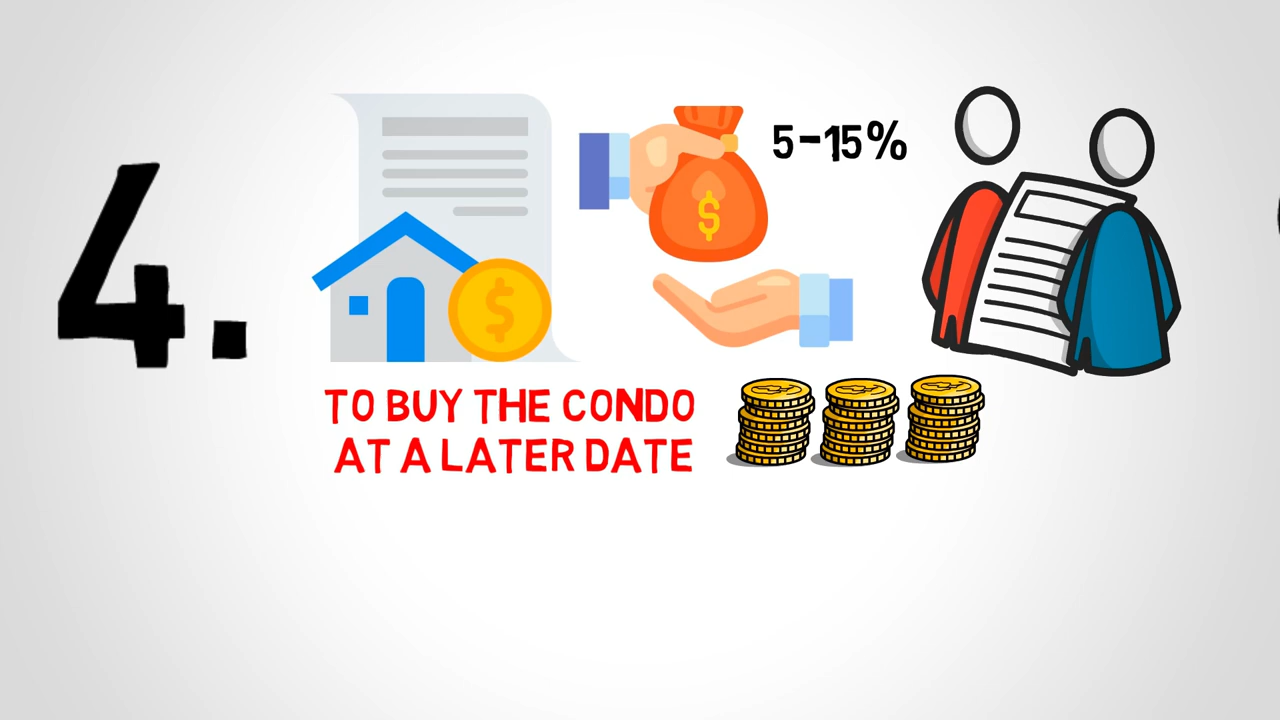 4.
5-15%
TO BUY THE CONDO
AT A LATER DATE
$
$